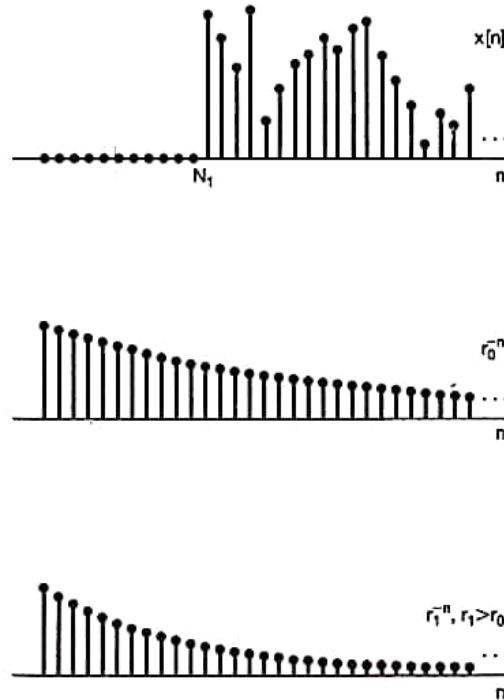 x[n]
. . .
N₁
n
r₀⁻ⁿ
. . .
n
r₁⁻ⁿ, r₁>r₀
. .
n